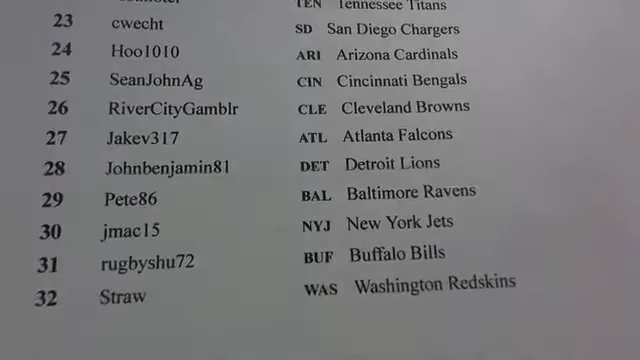 TEN Tennessee Titans
23 cwecht SD San Diego Chargers
24 Hoo1010 ARI Arizona Cardinals
25 SeanJohnAg CIN Cincinnati Bengals
26 RiverCityGamblr CLE Cleveland Browns
27 Jakev317 ATL Atlanta Falcons
28 Johnbenjamin81 DET Detroit Lions
29 Pete86 BAL Baltimore Ravens
30 jmac15 NYJ New York Jets
31 rugbyshu72 BUF Buffalo Bills
32 Straw WAS Washington Redskins